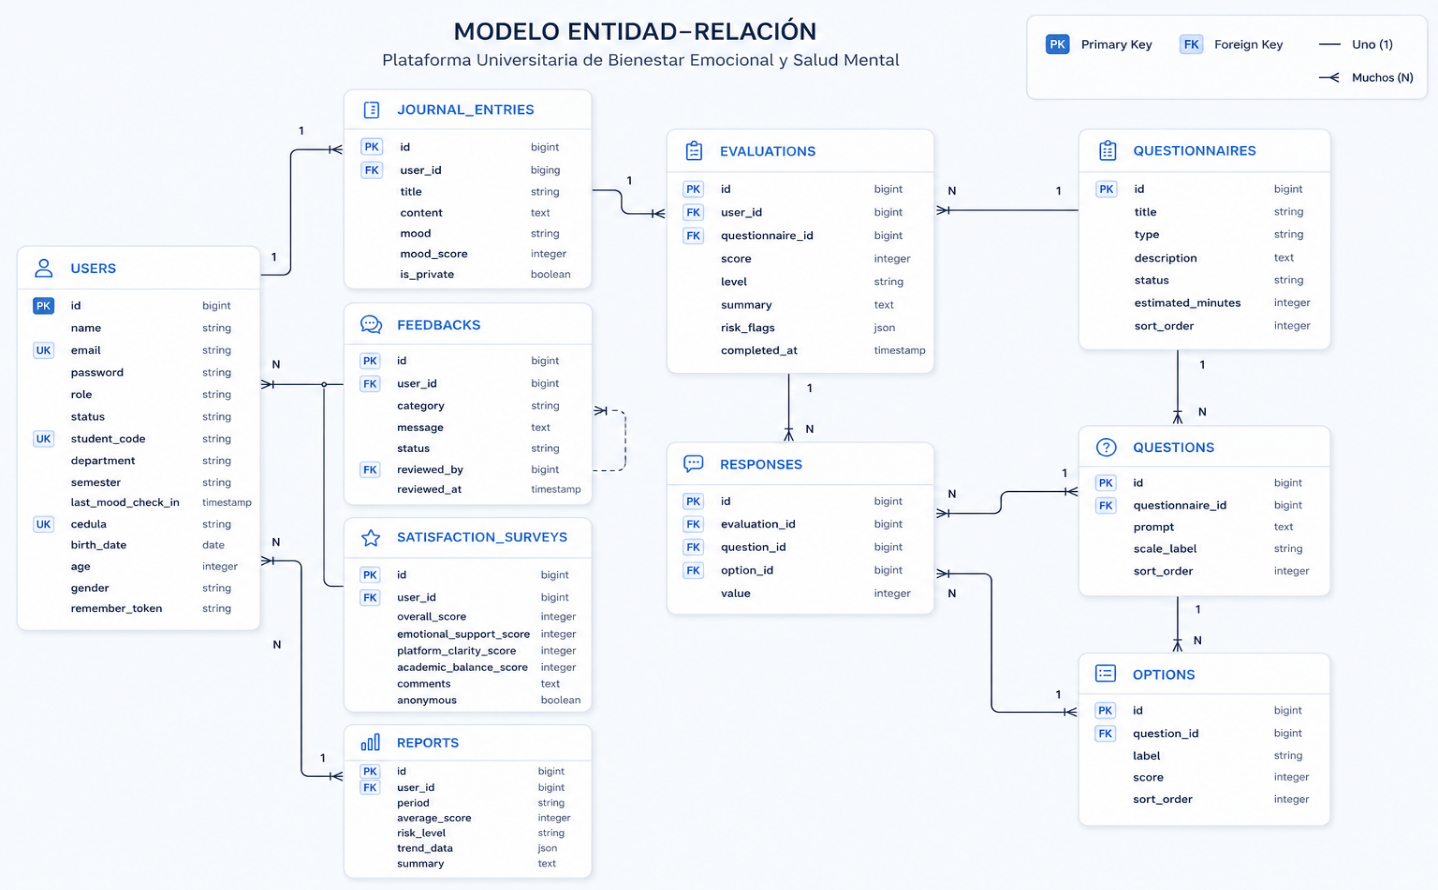 MODELO ENTIDAD–RELACIÓN
Plataforma Universitaria de Bienestar Emocional y Salud Mental
PK Primary Key FK Foreign Key Uno (1)
Muchos (N)
JOURNAL_ENTRIES
PK id bigint
FK user_id biging
title string
content text
mood string
mood_score integer
is_private boolean
1
1
USERS
PK id bigint
name string
UK email string
password string
role string
status string
UK student_code string
department string
semester string
last_mood_check_in timestamp
UK cedula string
birth_date date
age integer
gender string
remember_token string
N
N
N
1
FEEDBACKS
PK id bigint
FK user_id bigint
category string
message text
status string
FK reviewed_by bigint
reviewed_at timestamp
SATISFACTION_SURVEYS
PK id bigint
FK user_id bigint
overall_score integer
emotional_support_score integer
platform_clarity_score integer
academic_balance_score integer
comments text
anonymous boolean
REPORTS
PK id bigint
FK user_id bigint
period string
average_score integer
risk_level string
trend_data json
summary text
1
EVALUATIONS
PK id bigint
FK user_id bigint
FK questionnaire_id bigint
score integer
level string
summary text
risk_flags json
completed_at timestamp
N 1
1
N
RESPONSES
PK id bigint
FK evaluation_id bigint
FK question_id bigint
FK option_id bigint
value integer
N 1
N 1
QUESTIONNAIRES
PK id bigint
title string
type string
description text
status string
estimated_minutes integer
sort_order integer
1
N
QUESTIONS
PK id bigint
FK questionnaire_id bigint
prompt text
scale_label string
sort_order integer
1
N
OPTIONS
PK id bigint
FK question_id bigint
label string
score integer
sort_order integer